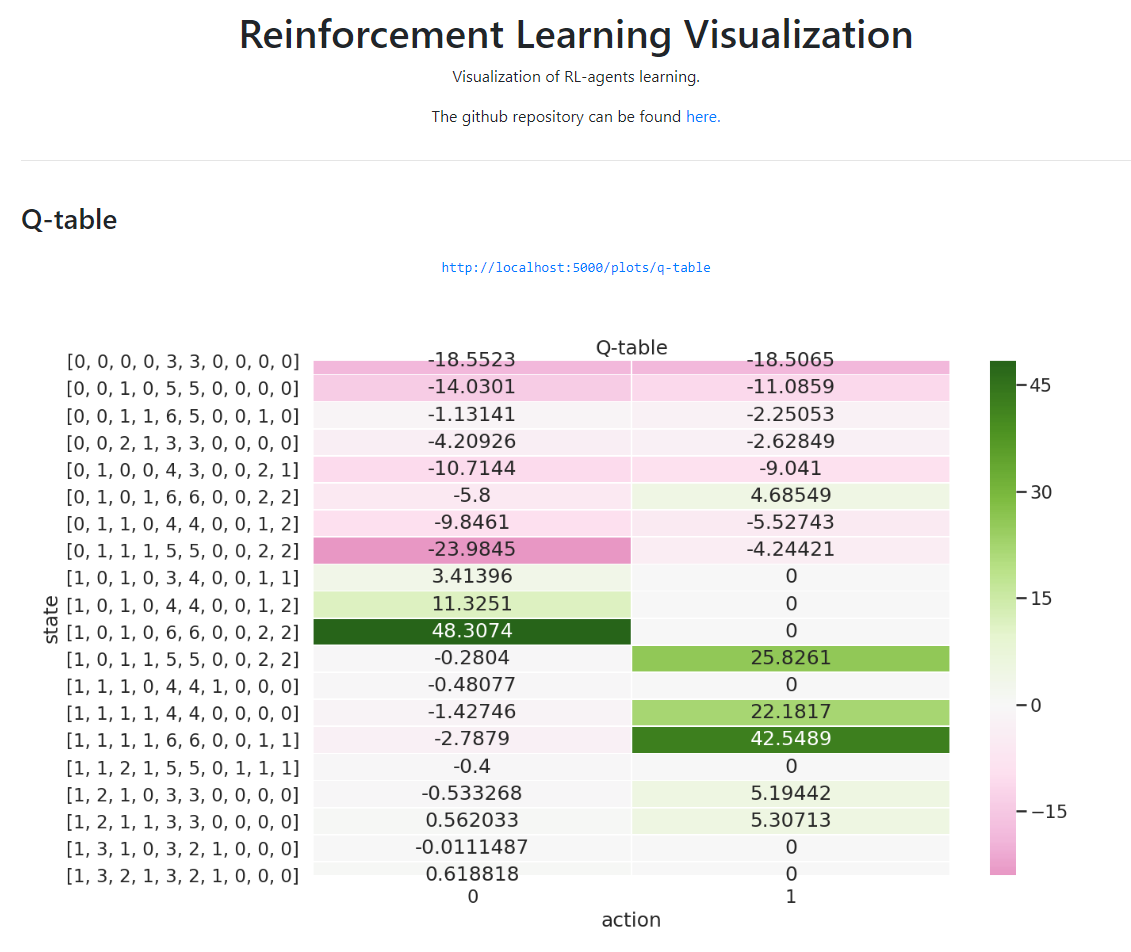 Reinforcement Learning Visualization
Visualization of RL-agents learning.
The github repository can be found here.
Q-table
http://localhost:5000/plots/q-table
Q-table
[0, 0, 0, 0, 3, 3, 0, 0, 0, 0] -18.5523 -18.5065
[0, 0, 1, 0, 5, 5, 0, 0, 0, 0] -14.0301 -11.0859
[0, 0, 1, 1, 6, 5, 0, 0, 1, 0] -1.13141 -2.25053
[0, 0, 2, 1, 3, 3, 0, 0, 0, 0] -4.20926 -2.62849
[0, 1, 0, 0, 4, 3, 0, 0, 2, 1] -10.7144 -9.041
[0, 1, 0, 1, 6, 6, 0, 0, 2, 2] -5.8 4.68549
[0, 1, 1, 0, 4, 4, 0, 0, 1, 2] -9.8461 -5.52743
[0, 1, 1, 1, 5, 5, 0, 0, 2, 2] -23.9845 -4.24421
[1, 0, 1, 0, 3, 4, 0, 0, 1, 1] 3.41396 0
[1, 0, 1, 0, 4, 4, 0, 0, 1, 2] 11.3251 0
[1, 0, 1, 0, 6, 6, 0, 0, 2, 2] 48.3074 0
[1, 0, 1, 1, 5, 5, 0, 0, 2, 2] -0.2804 25.8261
[1, 1, 1, 0, 4, 4, 1, 0, 0, 0] -0.48077 0
[1, 1, 1, 1, 4, 4, 0, 0, 0, 0] -1.42746 22.1817
[1, 1, 1, 1, 6, 6, 0, 0, 1, 1] -2.7879 42.5489
[1, 1, 2, 1, 5, 5, 0, 1, 1, 1] -0.4 0
[1, 2, 1, 0, 3, 3, 0, 0, 0, 0] -0.533268 5.19442
[1, 2, 1, 1, 3, 3, 0, 0, 0, 0] 0.562033 5.30713
[1, 3, 1, 0, 3, 2, 1, 0, 0, 0] -0.0111487 0
[1, 3, 2, 1, 3, 2, 1, 0, 0, 0] 0.618818 0
state
0 1
action
45
30
15
0
−15